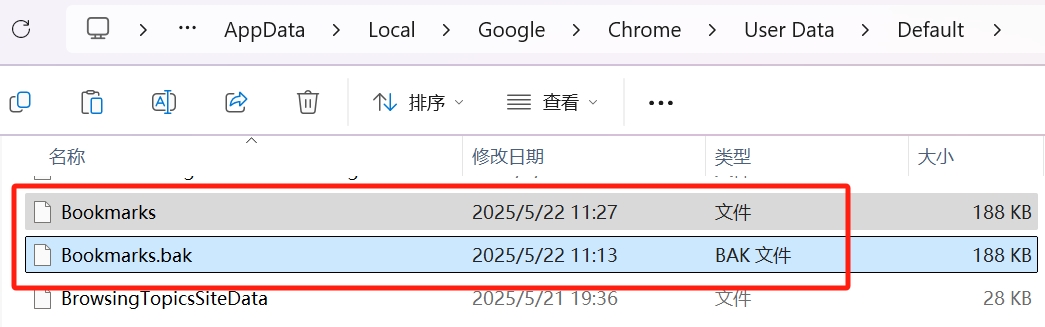 AppData > Local > Google > Chrome > User Data > Default >
排序 查看
名称 修改日期 类型 大小
Bookmarks 2025/5/22 11:27 文件 188 KB
Bookmarks.bak 2025/5/22 11:13 BAK 文件 188 KB
BrowsingTopicsSiteData 2025/5/21 19:36 文件 28 KB